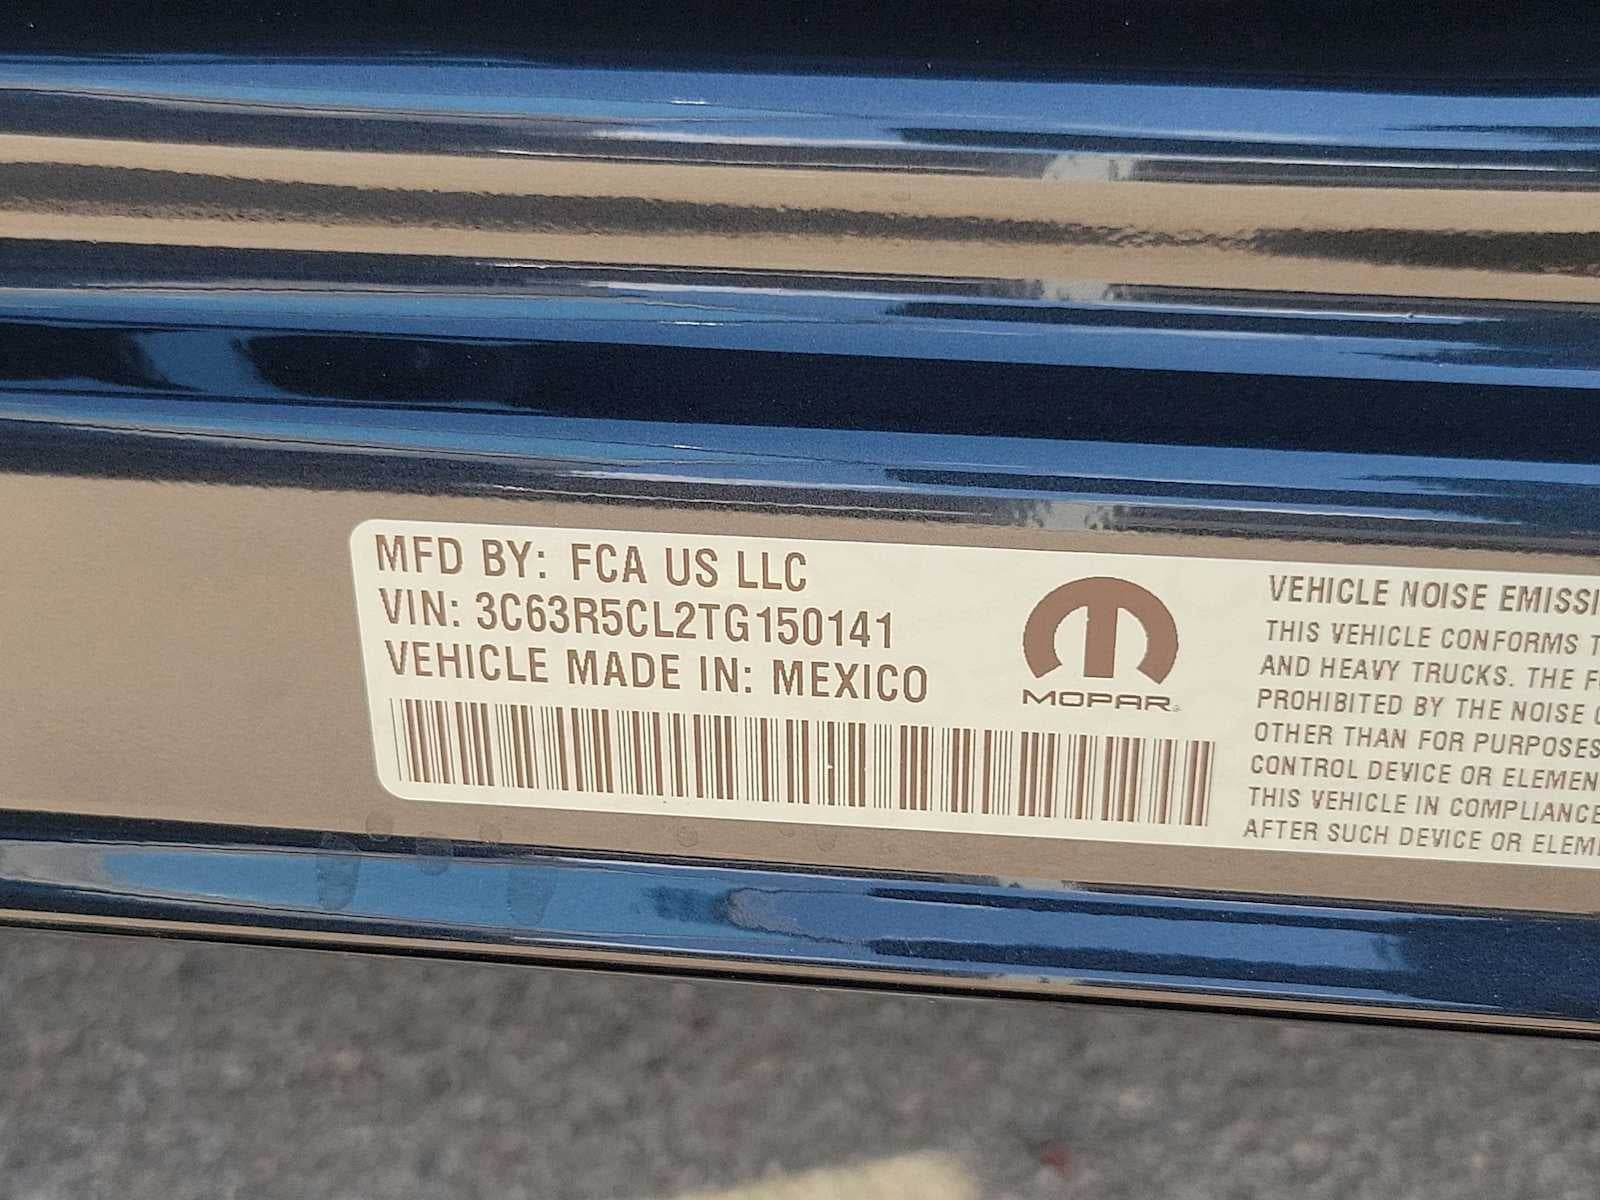 MFD BY: FCA US LLC
VIN: 3C63R5CL2TG150141
VEHICLE MADE IN: MEXICO
MOPAR
VEHICLE NOISE EMISSI
THIS VEHICLE CONFORMS T
AND HEAVY TRUCKS. THE F
PROHIBITED BY THE NOISE
OTHER THAN FOR PURPOSES
CONTROL DEVICE OR ELEMEN
THIS VEHICLE IN COMPLIANCE
AFTER SUCH DEVICE OR ELEM